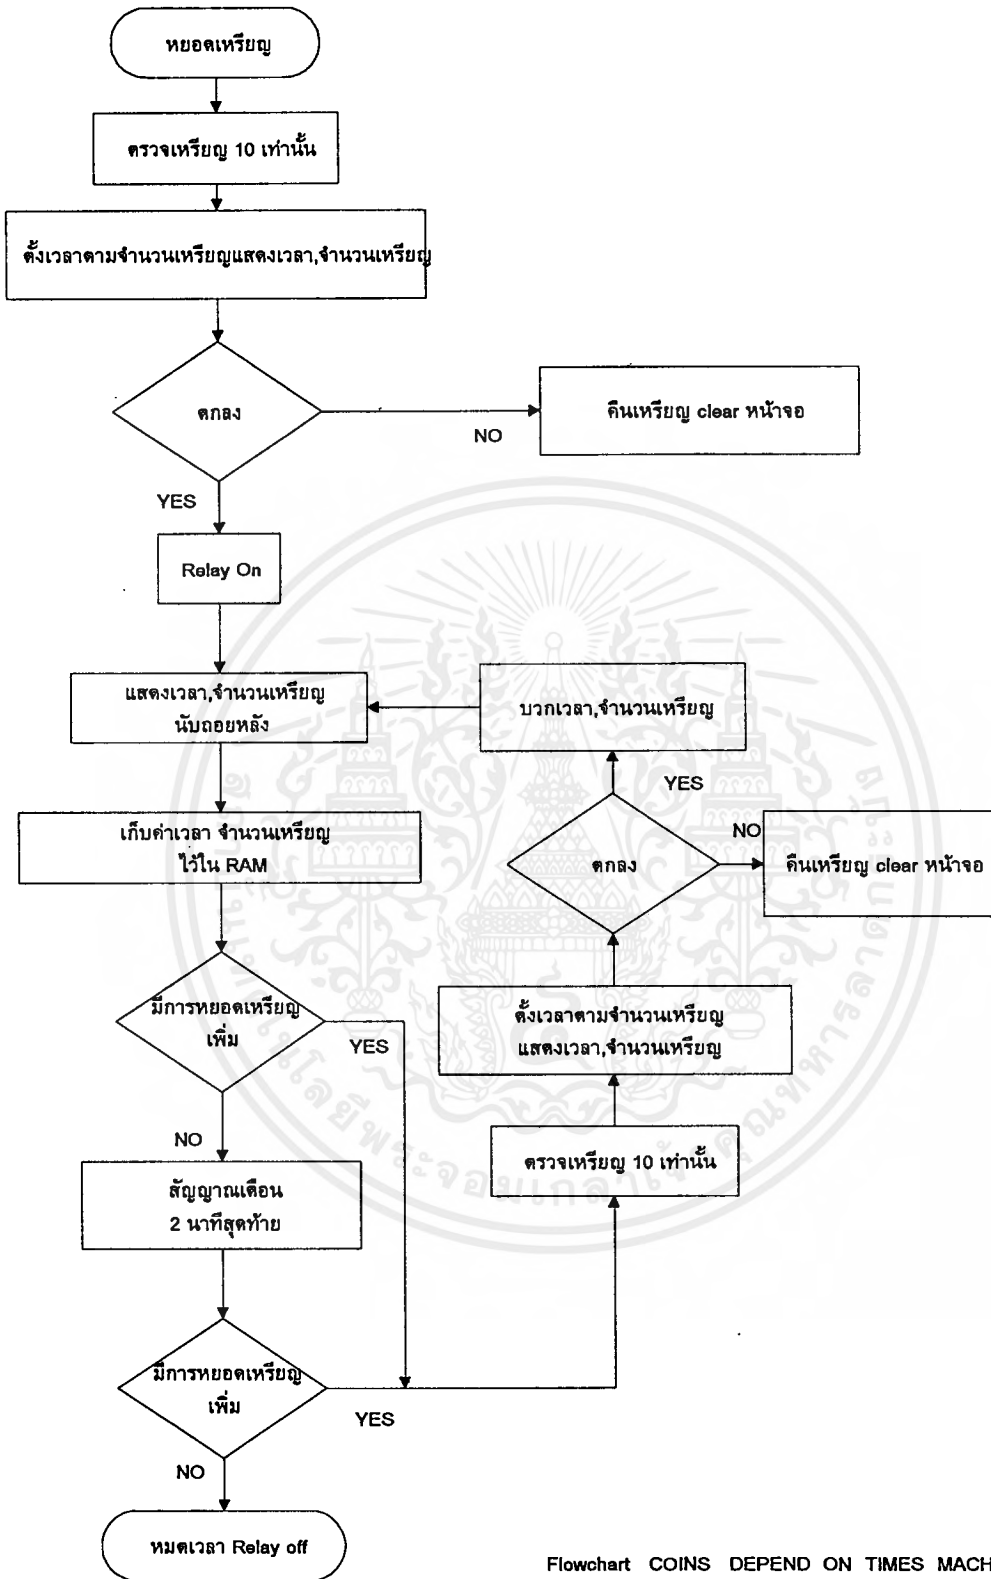 หยอดเหรียญ
ตรวจเหรียญ 10 เท่านั้น
ตั้งเวลาตามจำนวนเหรียญแสดงเวลา,จำนวนเหรียญ
ตกลง
NO
คืนเหรียญ clear หน้าจอ
YES
Relay On
แสดงเวลา,จำนวนเหรียญ
นับถอยหลัง
บวกเวลา,จำนวนเหรียญ
YES
เก็บค่าเวลา จำนวนเหรียญ
ไว้ใน RAM
ตกลง
NO
คืนเหรียญ clear หน้าจอ
มีการหยอดเหรียญ
เพิ่ม
YES
ตั้งเวลาตามจำนวนเหรียญ
แสดงเวลา,จำนวนเหรียญ
NO
ตรวจเหรียญ 10 เท่านั้น
สัญญาณเตือน
2 นาทีสุดท้าย
มีการหยอดเหรียญ
เพิ่ม
YES
NO
หมดเวลา Relay off
Flowchart COINS DEPEND ON TIMES MACH